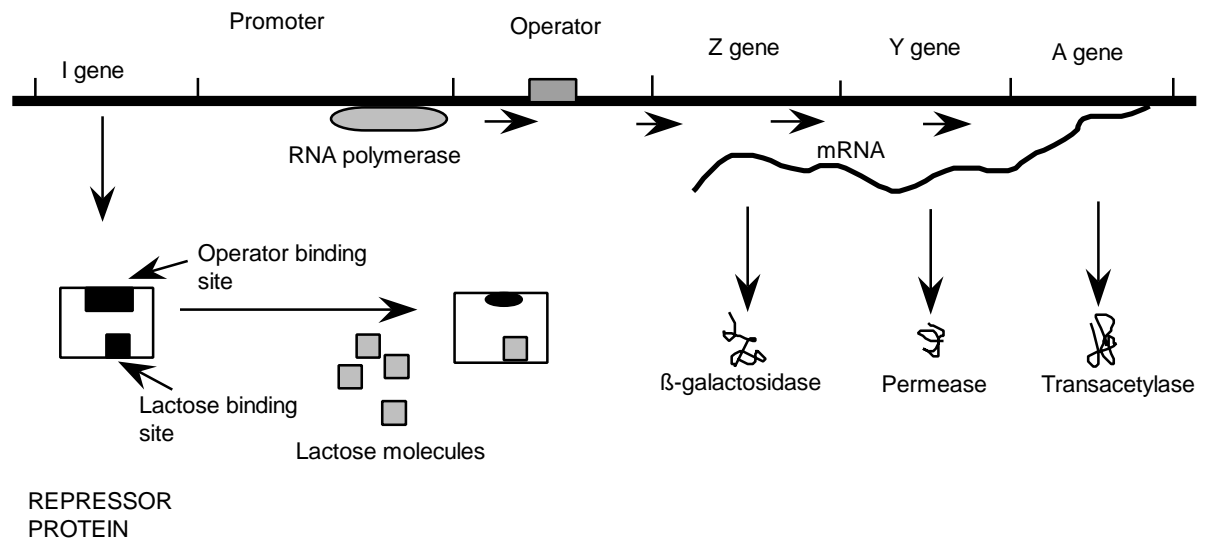 Promoter
Operator
Z gene
Y gene
A gene
I gene
RNA polymerase
mRNA
Operator binding
site
ß-galactosidase
Permease
Transacetylase
Lactose binding
site
Lactose molecules
REPRESSOR
PROTEIN